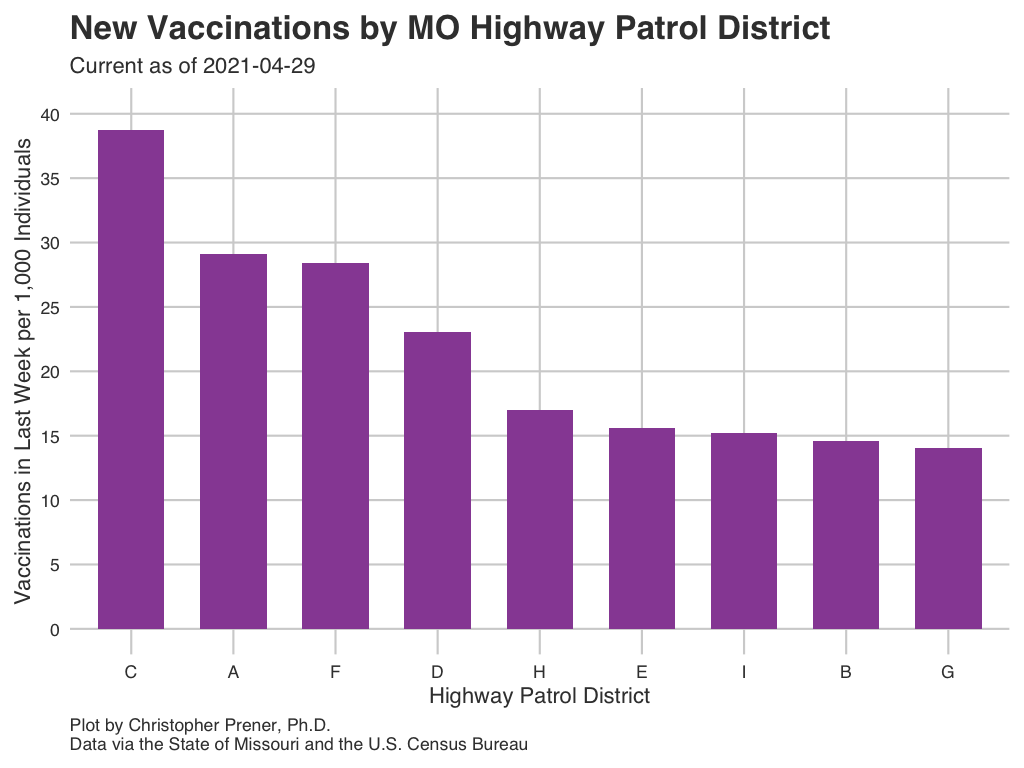 New Vaccinations by MO Highway Patrol District
Current as of 2021-04-29
Vaccinations in Last Week per 1,000 Individuals
40
35
30
25
20
15
10
5
0
C A F D H E I B G
Highway Patrol District
Plot by Christopher Prener, Ph.D.
Data via the State of Missouri and the U.S. Census Bureau